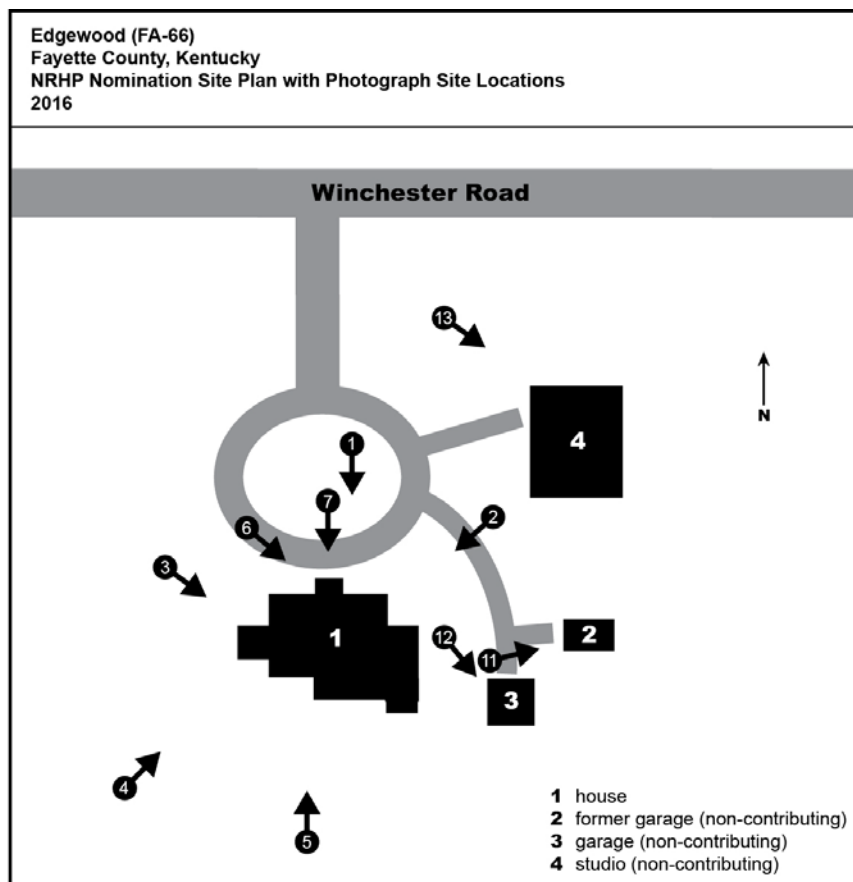 Edgewood (FA-66)
Fayette County, Kentucky
NRHP Nomination Site Plan with Photograph Site Locations
2016
Winchester Road
13
N
4
1
7
2
6
3
1
12
11
2
3
4
5
1 house
2 former garage (non-contributing)
3 garage (non-contributing)
4 studio (non-contributing)